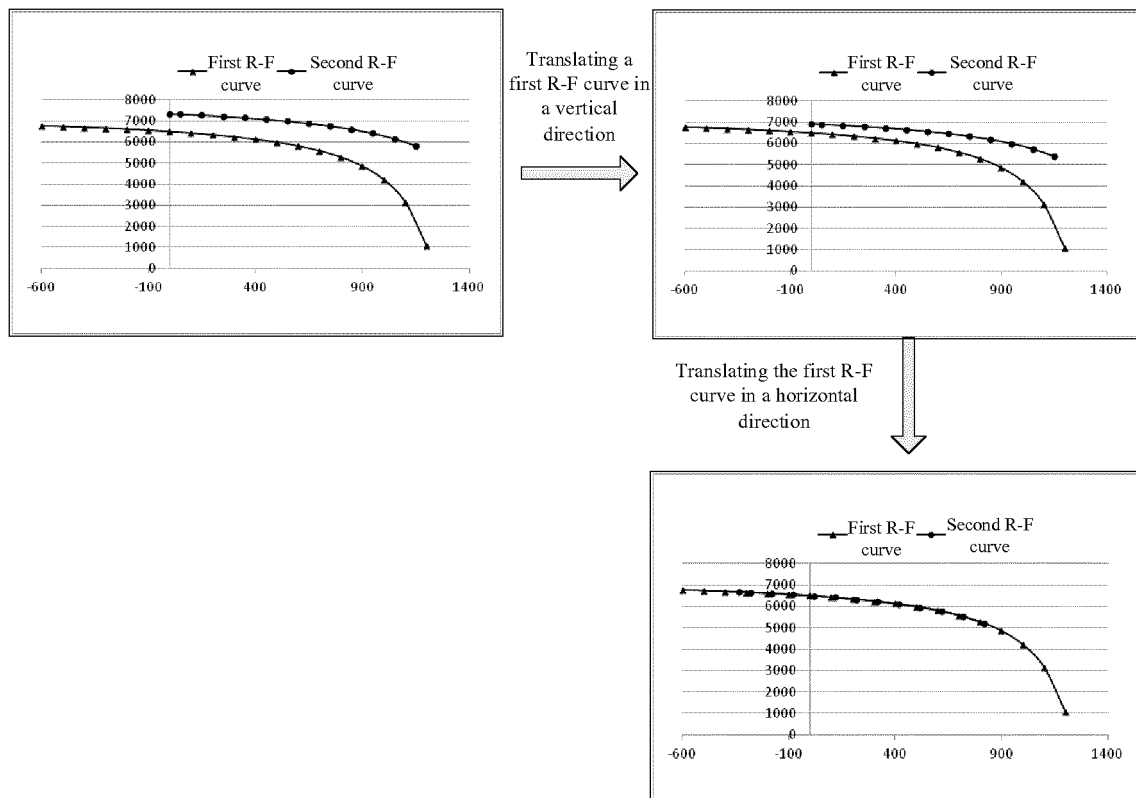 First R-F curve Second R-F curve
8000
7000
6000
5000
4000
3000
2000
1000
0
-600 -100 400 900 1400
Translating a
first R-F curve in
a vertical
direction
First R-F curve Second R-F curve
8000
7000
6000
5000
4000
3000
2000
1000
0
-600 -100 400 900 1400
Translating the first R-F
curve in a horizontal
direction
First R-F curve Second R-F curve
8000
7000
6000
5000
4000
3000
2000
1000
0
-600 -100 400 900 1400